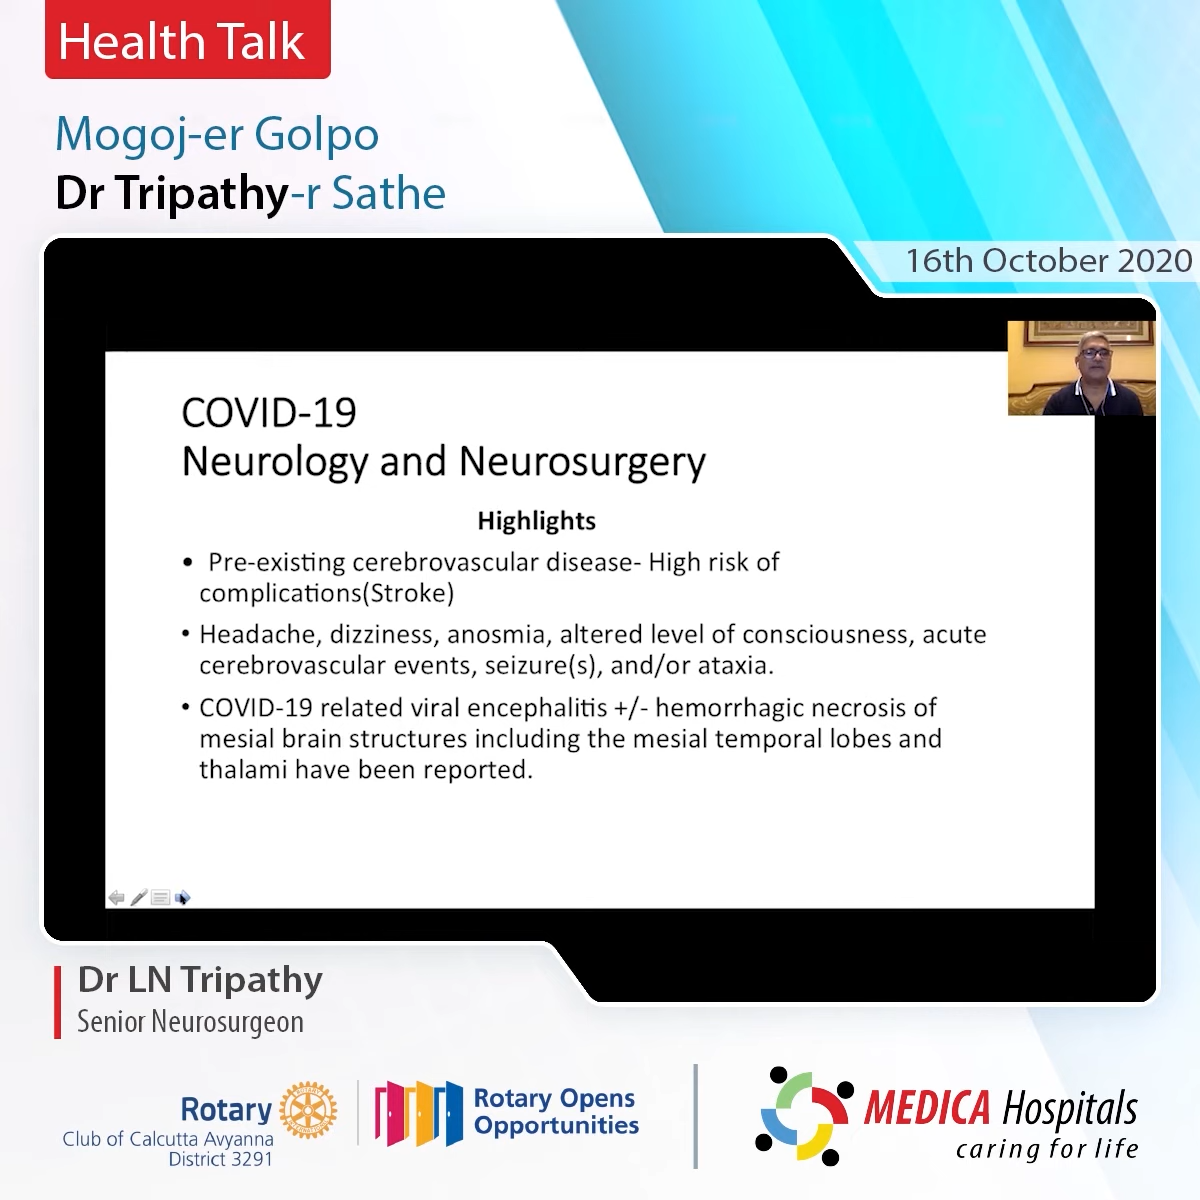 Health Talk
Mogoj-er Golpo
Dr Tripathy-r Sathe
16th October 2020
COVID-19
Neurology and Neurosurgery
Highlights
• Pre-existing cerebrovascular disease- High risk of
complications(Stroke)
• Headache, dizziness, anosmia, altered level of consciousness, acute
cerebrovascular events, seizure(s), and/or ataxia.
• COVID-19 related viral encephalitis +/- hemorrhagic necrosis of
mesial brain structures including the mesial temporal lobes and
thalami have been reported.
Dr LN Tripathy
Senior Neurosurgeon
Rotary
Club of Calcutta Avyanna
District 3291
ROTARY
INTERNATIONAL
Rotary Opens
Opportunities
MEDICA Hospitals
caring for life